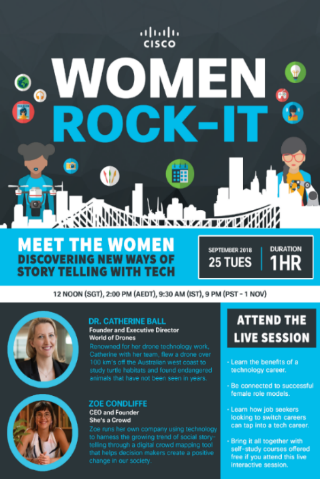 CISCO
WOMEN
ROCK-IT
MEET THE WOMEN
DISCOVERING NEW WAYS OF
STORY TELLING WITH TECH
SEPTEMBER 2018
25 TUES
DURATION
1HR
12 NOON (SGT), 2:00 PM (AEDT), 9:30 AM (IST), 9 PM (PST - 1 NOV)
DR. CATHERINE BALL
Founder and Executive Director
World of Drones
Renowned for her drone technology work,
Catherine with her team, flew a drone over
100 km's off the Australian west coast to
study turtle habitats and found endangered
animals that have not been seen in years.
ZOE CONDLIFFE
CEO and Founder
She's a Crowd
Zoe runs her own company using technology
to harness the growing trend of social story-
telling through a digital crowd mapping tool
that helps decision makers create a positive
change in our society.
ATTEND THE
LIVE SESSION
- Learn the benefits of a
technology career.
- Be connected to successful
female role models.
- Learn how job seekers
looking to switch careers
can tap into a tech career.
- Bring it all together with
self-study courses offered
free if you attend this live
interactive session.